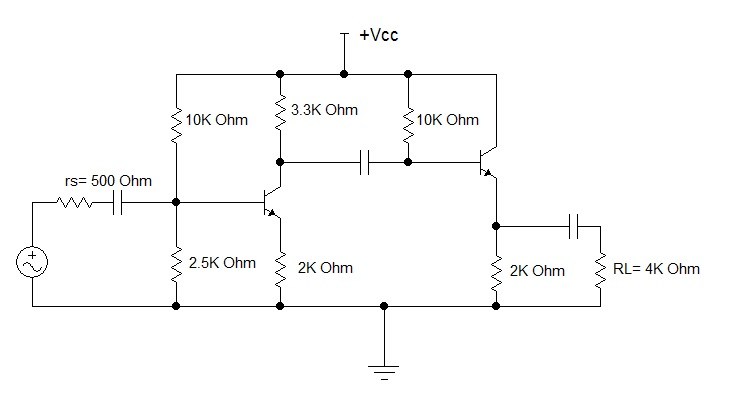 +Vcc
10K Ohm
3.3K Ohm
10K Ohm
rs= 500 Ohm
2.5K Ohm
2K Ohm
2K Ohm
RL= 4K Ohm